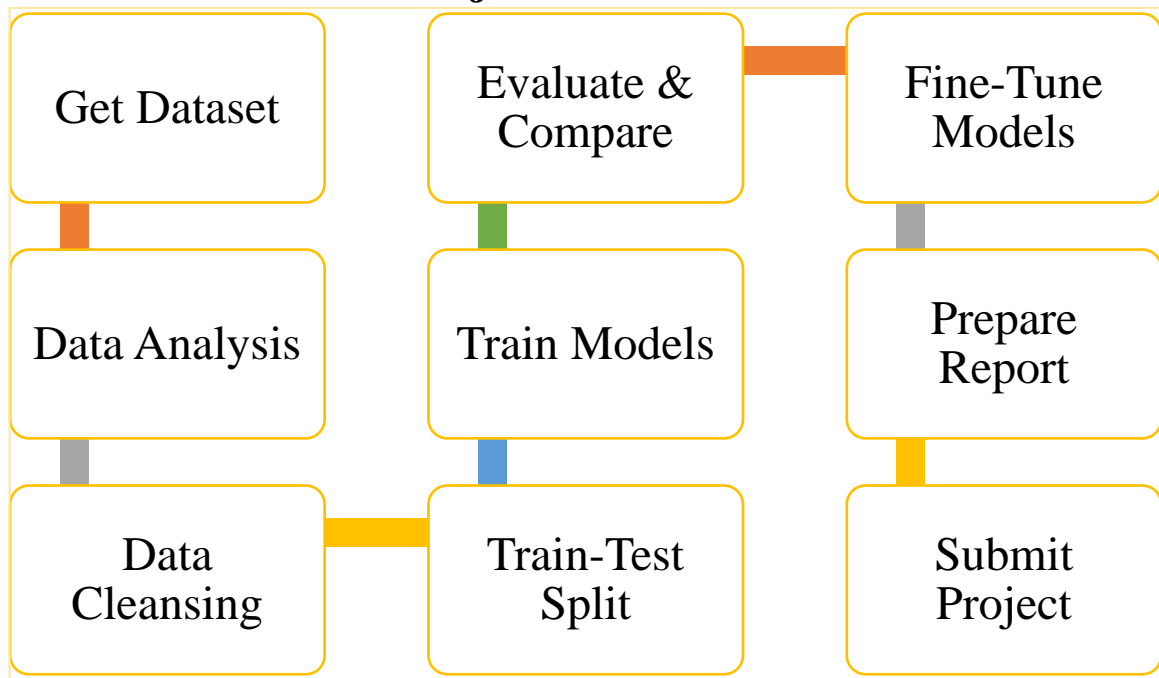 Get Dataset
Data Analysis
Data
Cleansing
Train-Test
Split
Train Models
Evaluate &
Compare
Fine-Tune
Models
Prepare
Report
Submit
Project